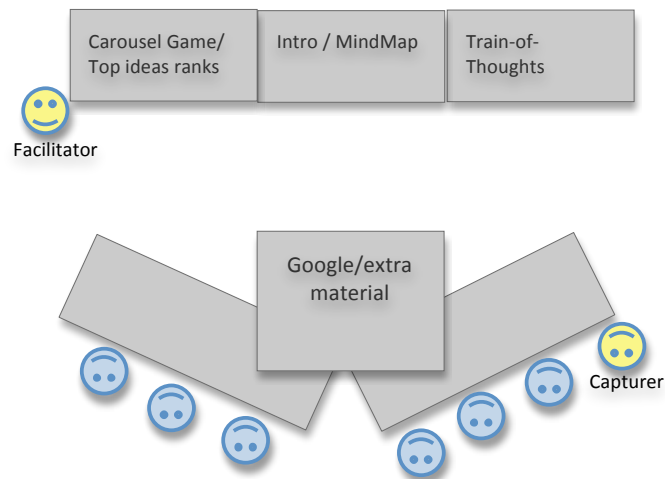 Carousel Game/
Top ideas ranks
Intro / MindMap
Train-of-
Thoughts
Facilitator
Google/extra
material
Capturer